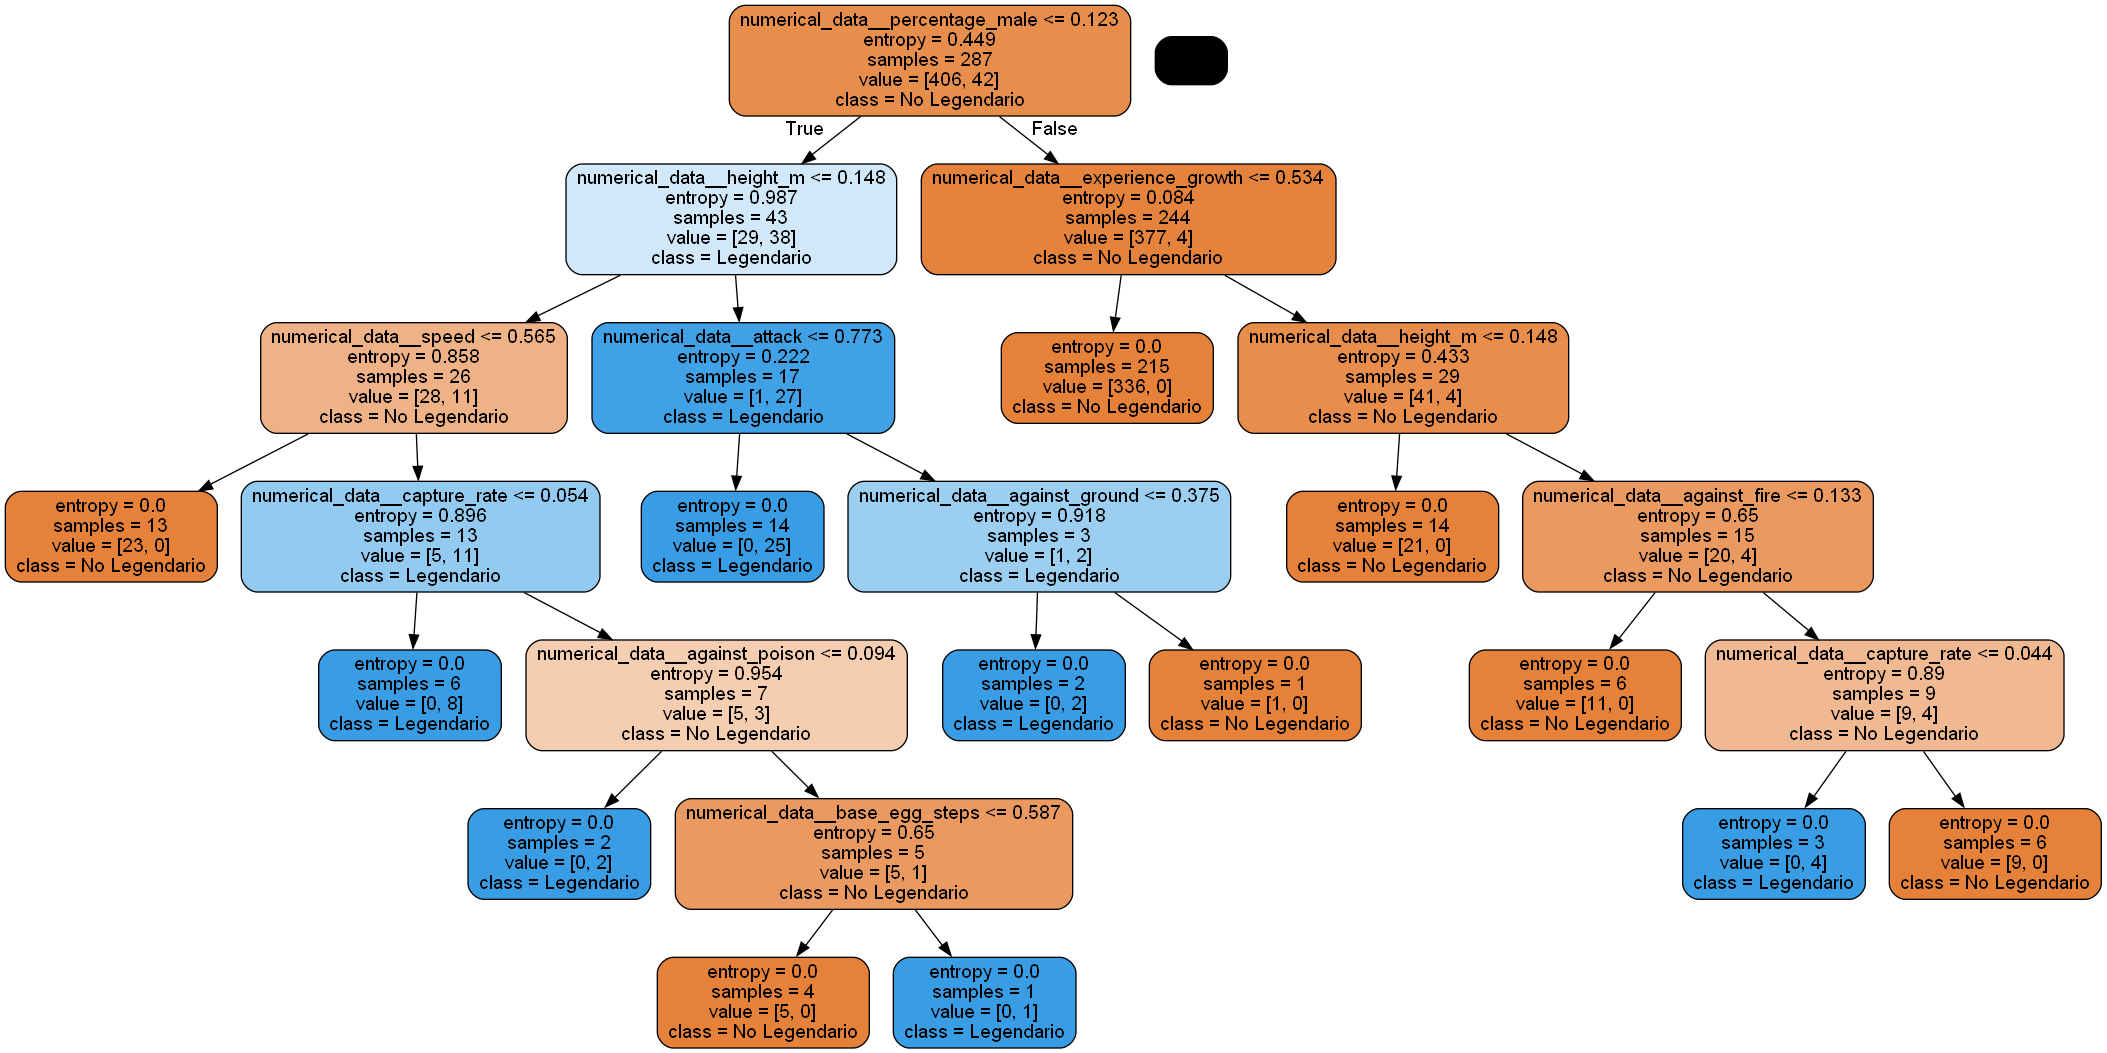 numerical_data__percentage_male <= 0.123
entropy = 0.449
samples = 287
value = [406, 42]
class = No Legendario
True
False
numerical_data__height_m <= 0.148
entropy = 0.987
samples = 43
value = [29, 38]
class = Legendario
numerical_data__experience_growth <= 0.534
entropy = 0.084
samples = 244
value = [377, 4]
class = No Legendario
numerical_data__speed <= 0.565
entropy = 0.858
samples = 26
value = [28, 11]
class = No Legendario
numerical_data__attack <= 0.773
entropy = 0.222
samples = 17
value = [1, 27]
class = Legendario
entropy = 0.0
samples = 215
value = [336, 0]
class = No Legendario
numerical_data__height_m <= 0.148
entropy = 0.433
samples = 29
value = [41, 4]
class = No Legendario
entropy = 0.0
samples = 13
value = [23, 0]
class = No Legendario
numerical_data__capture_rate <= 0.054
entropy = 0.896
samples = 13
value = [5, 11]
class = Legendario
entropy = 0.0
samples = 14
value = [0, 25]
class = Legendario
numerical_data__against_ground <= 0.375
entropy = 0.918
samples = 3
value = [1, 2]
class = Legendario
entropy = 0.0
samples = 14
value = [21, 0]
class = No Legendario
numerical_data__against_fire <= 0.133
entropy = 0.65
samples = 15
value = [20, 4]
class = No Legendario
entropy = 0.0
samples = 6
value = [0, 8]
class = Legendario
numerical_data__against_poison <= 0.094
entropy = 0.954
samples = 7
value = [5, 3]
class = No Legendario
entropy = 0.0
samples = 2
value = [0, 2]
class = Legendario
entropy = 0.0
samples = 1
value = [1, 0]
class = No Legendario
entropy = 0.0
samples = 6
value = [11, 0]
class = No Legendario
numerical_data__capture_rate <= 0.044
entropy = 0.89
samples = 9
value = [9, 4]
class = No Legendario
entropy = 0.0
samples = 2
value = [0, 2]
class = Legendario
numerical_data__base_egg_steps <= 0.587
entropy = 0.65
samples = 5
value = [5, 1]
class = No Legendario
entropy = 0.0
samples = 3
value = [0, 4]
class = Legendario
entropy = 0.0
samples = 6
value = [9, 0]
class = No Legendario
entropy = 0.0
samples = 4
value = [5, 0]
class = No Legendario
entropy = 0.0
samples = 1
value = [0, 1]
class = Legendario